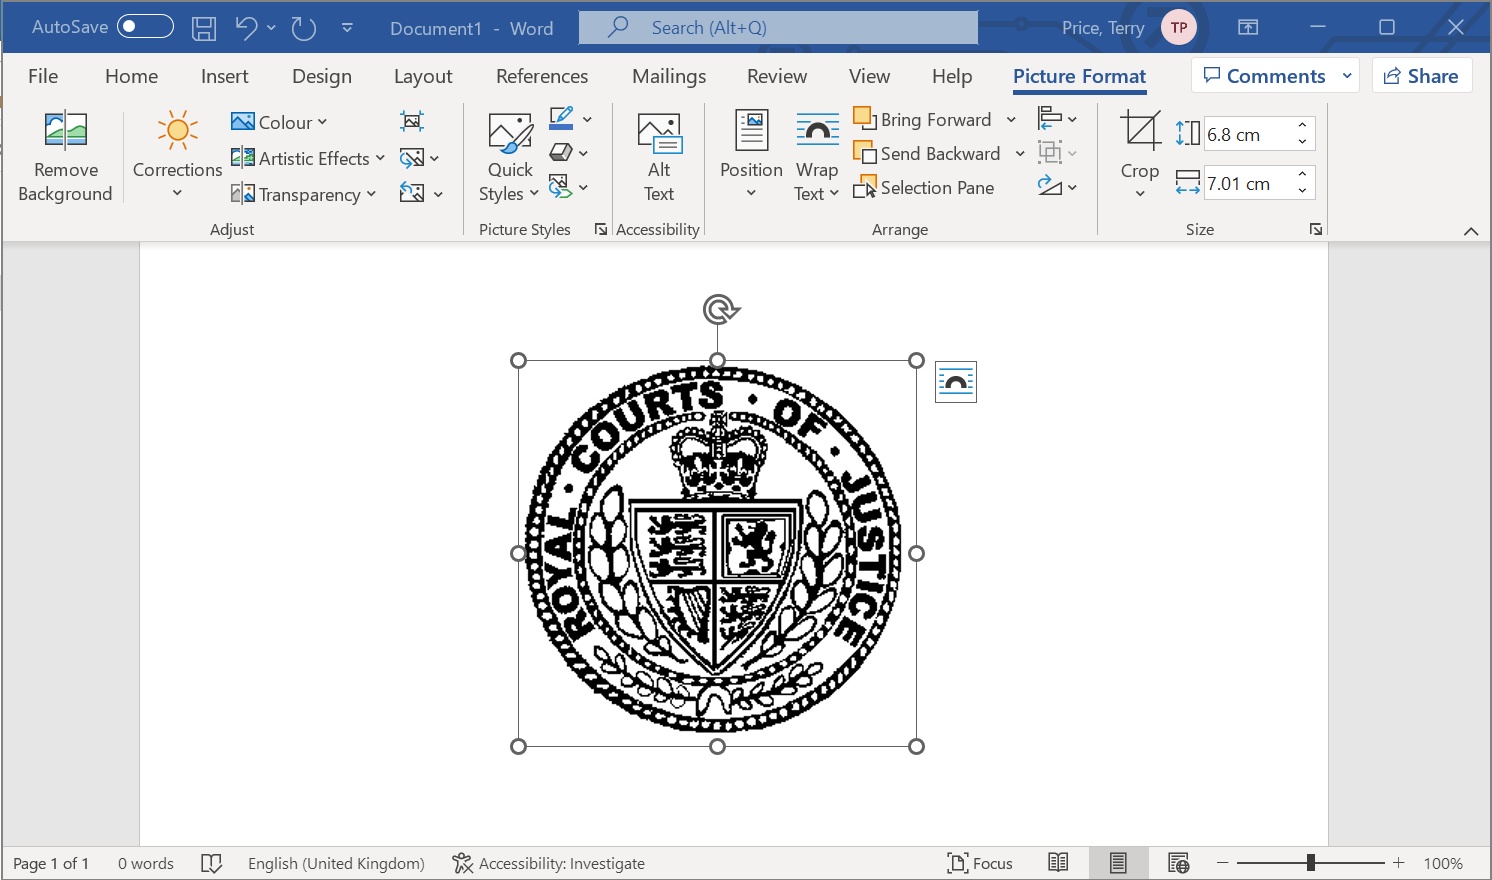 AutoSave
Document1 - Word
Search (Alt+Q)
Price, Terry
TP
File Home Insert Design Layout References Mailings Review View Help Picture Format Comments Share
Remove Background
Corrections
Colour
Artistic Effects
Transparency
Adjust
Quick Styles
Picture Styles
Alt Text
Accessibility
Position
Wrap Text
Bring Forward
Send Backward
Selection Pane
Arrange
Crop
6.8 cm
7.01 cm
Size
ROYAL · COURTS · OF · JUSTICE
Page 1 of 1 0 words English (United Kingdom) Accessibility: Investigate Focus 100%